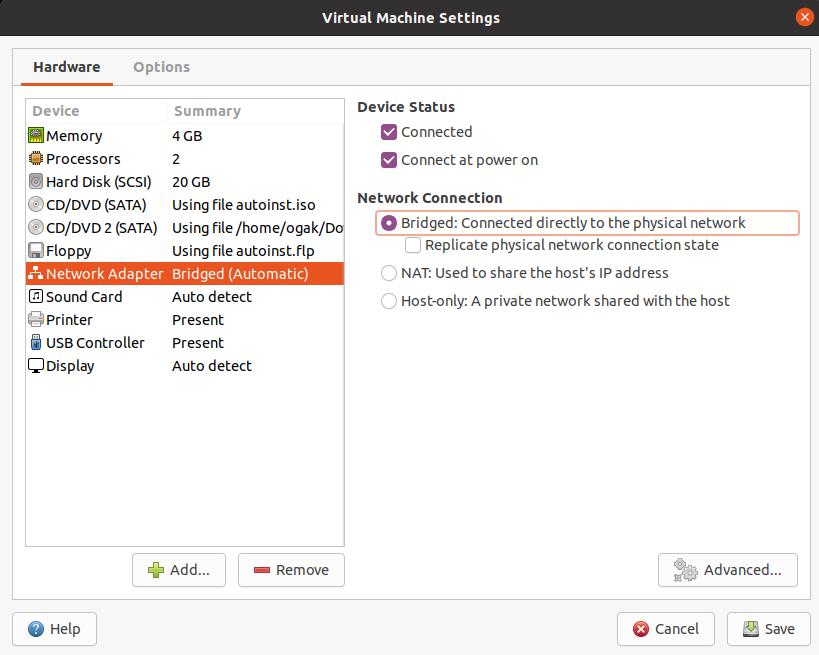 Virtual Machine Settings
Hardware Options
Device Summary
Memory 4 GB
Processors 2
Hard Disk (SCSI) 20 GB
CD/DVD (SATA) Using file autoinst.iso
CD/DVD 2 (SATA) Using file /home/ogak/Do
Floppy Using file autoinst.flp
Network Adapter Bridged (Automatic)
Sound Card Auto detect
Printer Present
USB Controller Present
Display Auto detect
Add... Remove
Device Status
Connected
Connect at power on
Network Connection
Bridged: Connected directly to the physical network
Replicate physical network connection state
NAT: Used to share the host's IP address
Host-only: A private network shared with the host
Advanced...
Help Cancel Save